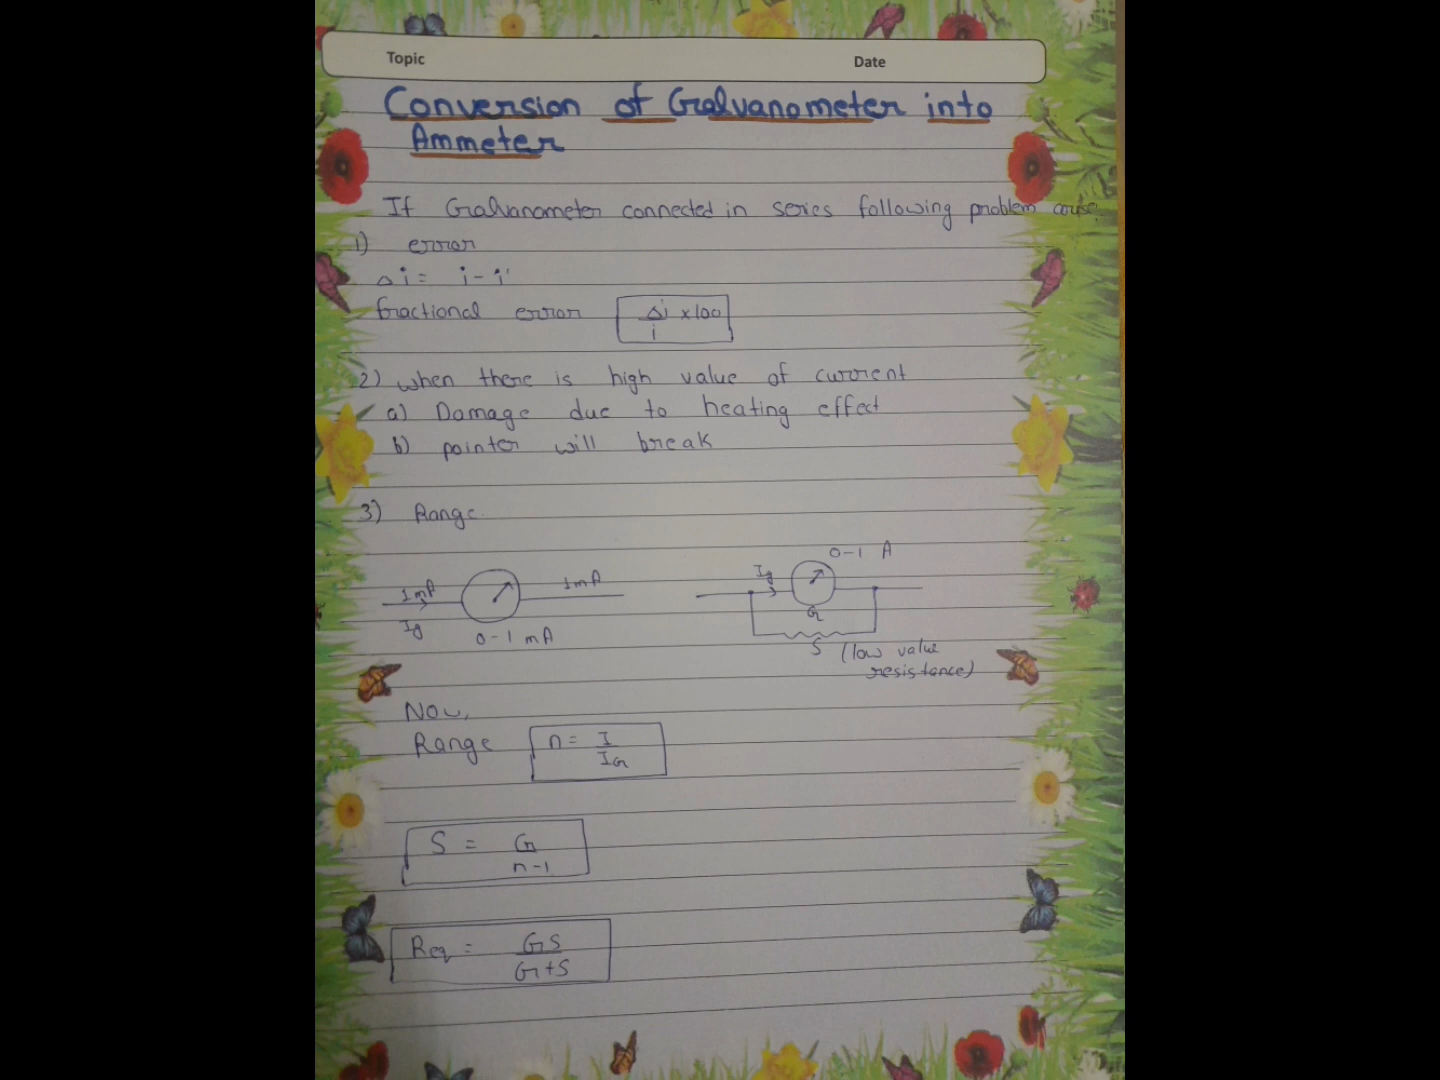 Topic Date
Conversion of Galvanometer into
Ammeter
If Galvanometer connected in series following problem
1) error
Δi = i - i'
fractional error Δi/i × 100
2) when there is high value of current
a) Damage due to heating effect
b) pointer will break
3) Range.
0-1 A
1mA 1mA Ig
Ig 0-1 mA G
S (low value
resistance)
Now,
Range n = I/IG
S = G/n-1
Req = GS/G+S